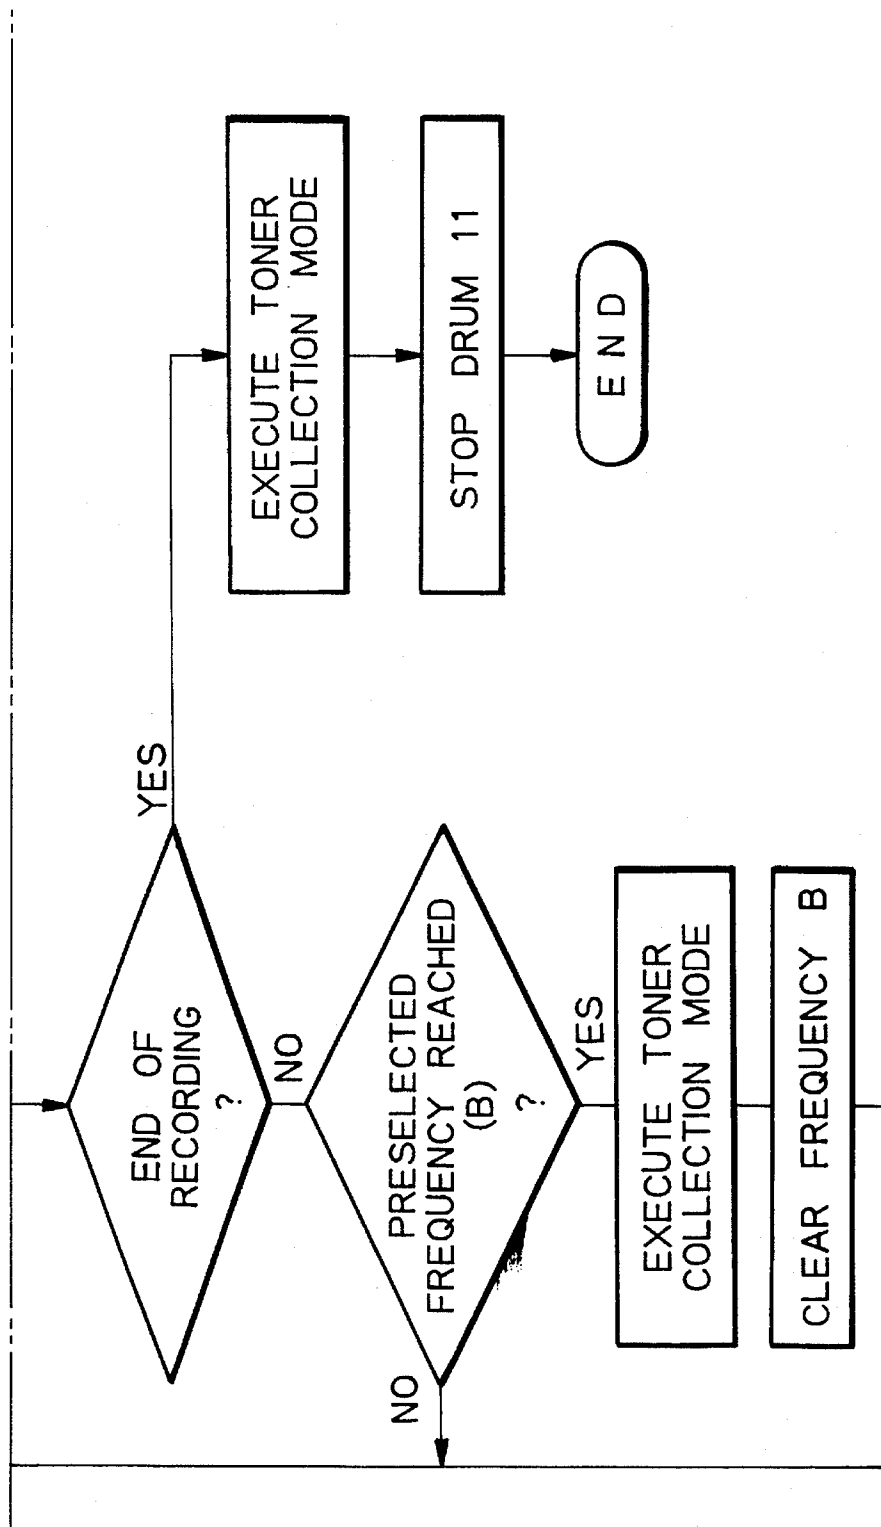 END OF
RECORDING
?
YES
NO
EXECUTE TONER
COLLECTION MODE
STOP DRUM 11
END
PRESELECTED
FREQUENCY REACHED
(B)
?
NO
YES
EXECUTE TONER
COLLECTION MODE
CLEAR FREQUENCY B